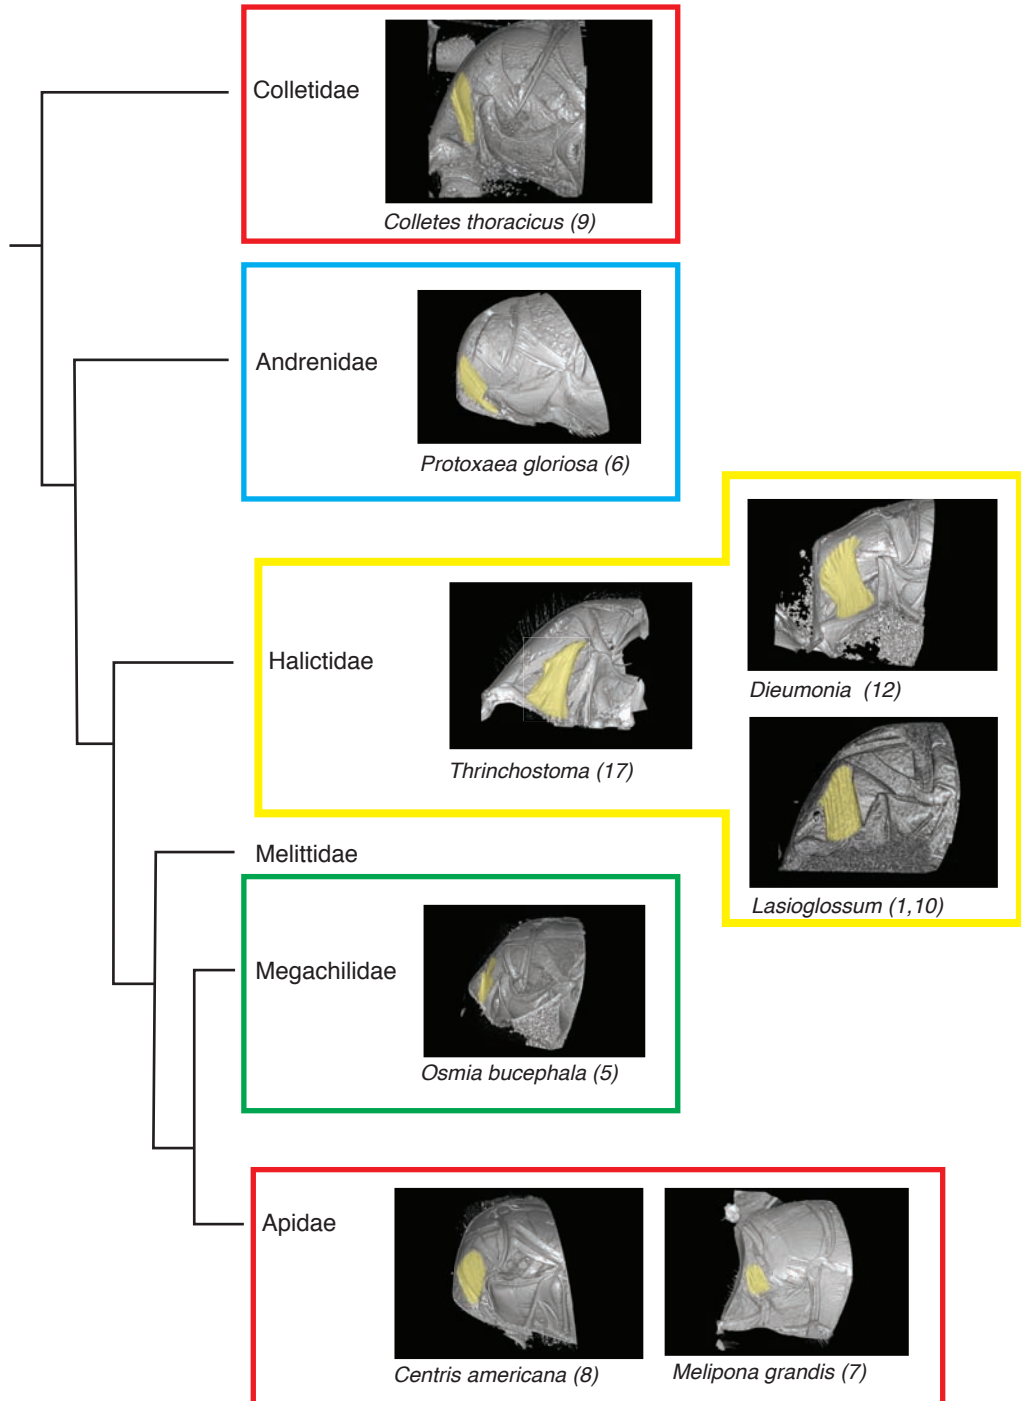 Colletidae
Colletes thoracicus (9)
Andrenidae
Protoxaea gloriosa (6)
Halictidae
Thrinchostoma (17)
Dieumonia (12)
Lasioglossum (1,10)
Melittidae
Megachilidae
Osmia bucephala (5)
Apidae
Centris americana (8)
Melipona grandis (7)